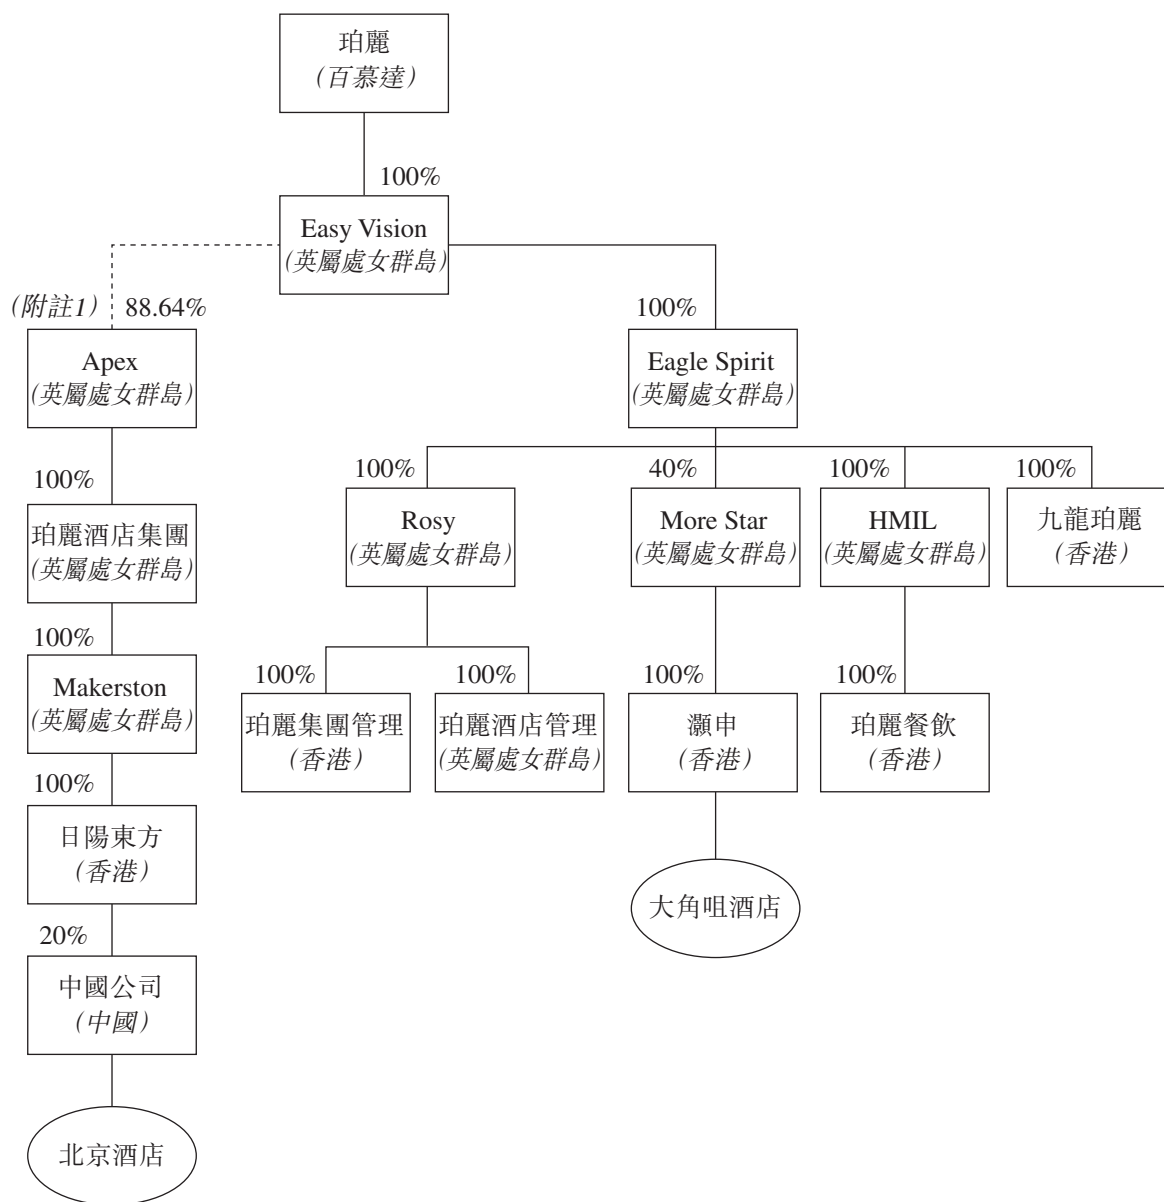 珀麗
(百慕達)
100%
Easy Vision
(英屬處女群島)
(附註1) 88.64%
100%
Apex
(英屬處女群島)
Eagle Spirit
(英屬處女群島)
100%
100%
40%
100%
100%
珀麗酒店集團
(英屬處女群島)
Rosy
(英屬處女群島)
More Star
(英屬處女群島)
HMIL
(英屬處女群島)
九龍珀麗
(香港)
100%
Makerston
(英屬處女群島)
100%
100%
100%
100%
珀麗集團管理
(香港)
珀麗酒店管理
(英屬處女群島)
灝申
(香港)
珀麗餐飲
(香港)
100%
日陽東方
(香港)
大角咀酒店
20%
中國公司
(中國)
北京酒店